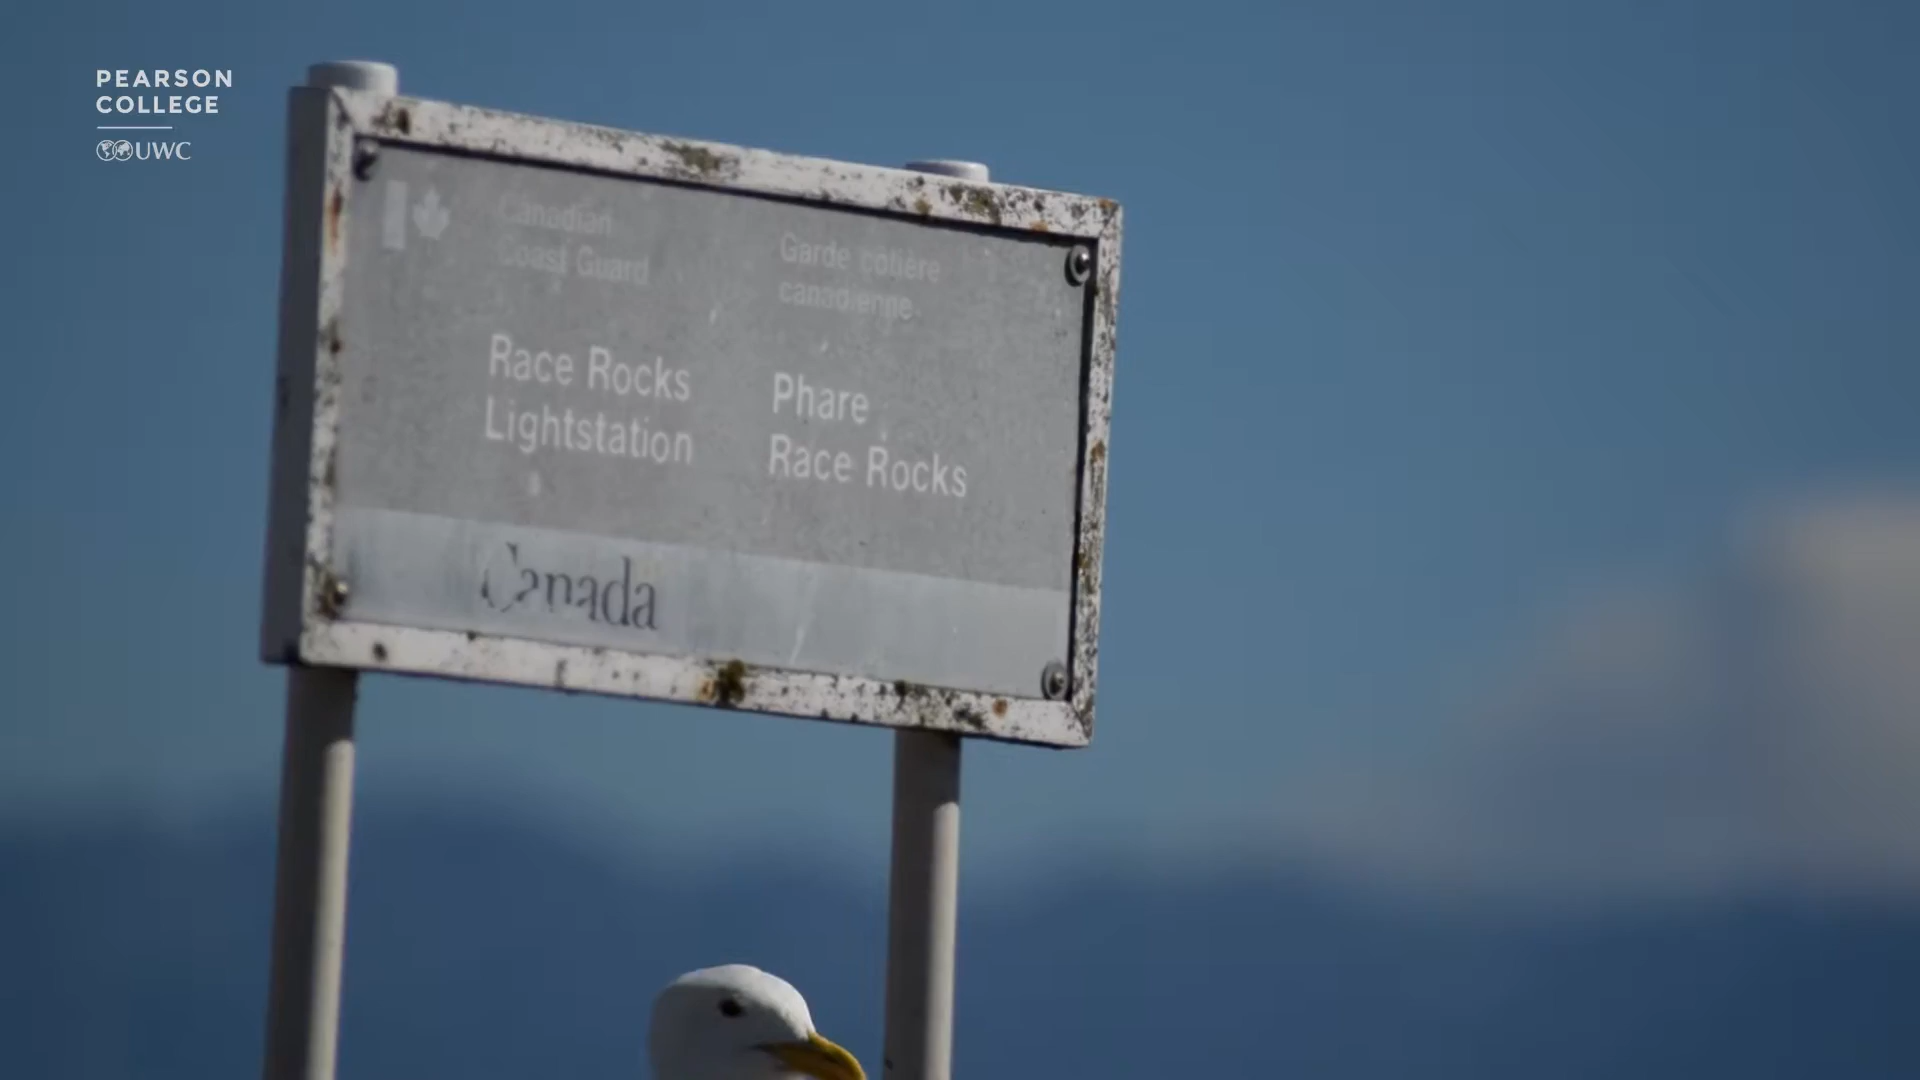 PEARSON
COLLEGE
UWC
Canadian
Coast Guard
Garde côtière
canadienne
Race Rocks
Lightstation
Phare
Race Rocks
Canada